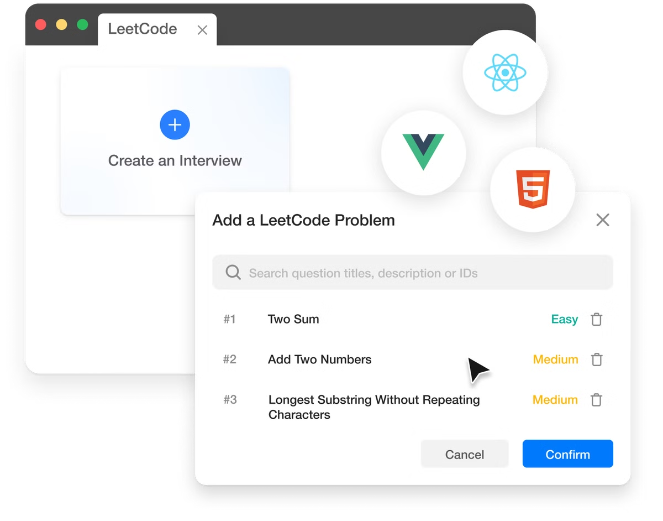 LeetCode
Create an Interview
5
Add a LeetCode Problem
Search question titles, description or IDs
#1 Two Sum Easy
#2 Add Two Numbers Medium
#3 Longest Substring Without Repeating Medium
Characters
Cancel Confirm